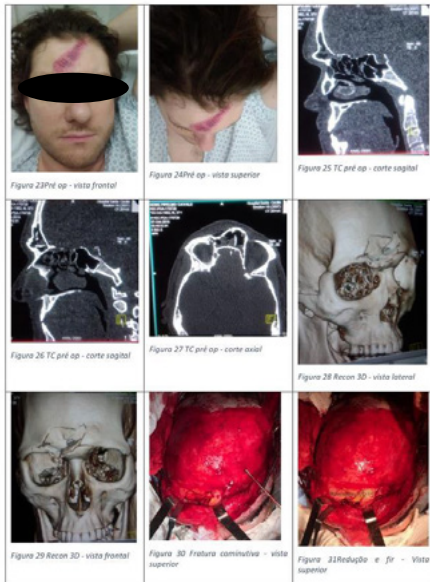 Figura 23Pré op - vista frontal
Figura 24Pré op - vista superior
Figura 25 TC pré op - corte sagital
Figura 26 TC pré op - corte sagital
Figura 27 TC pré op - corte axial
Figura 28 Recon 3D - vista lateral
Figura 29 Recon 3D - vista frontal
Figura 30 Fratura cominutiva - vista
superior
Figura 31Redução e fir - Vista
superior